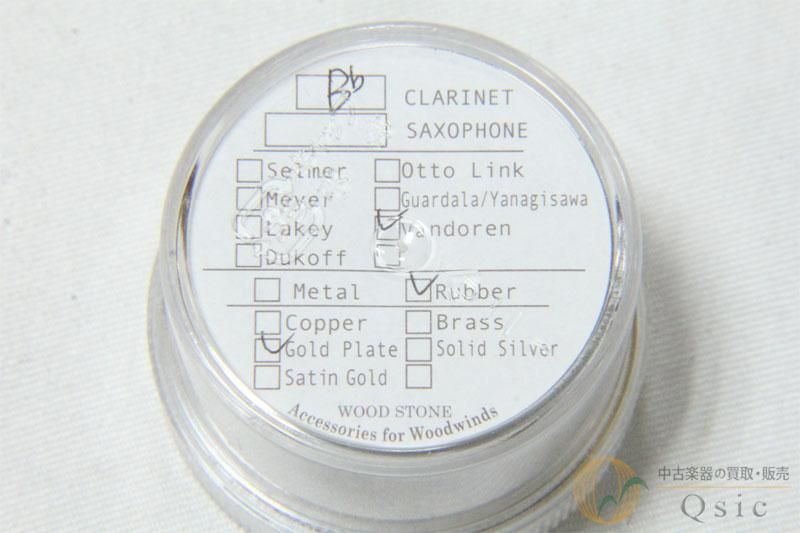 B♭ CLARINET
SAXOPHONE
Selmer Otto Link
Meyer Guardala/Yanagisawa
Lakey Vandoren
Dukoff
Metal Rubber
Copper Brass
Gold Plate Solid Silver
Satin Gold
WOOD STONE
Accessories for Woodwinds
中古楽器の買取・販売
Qsic